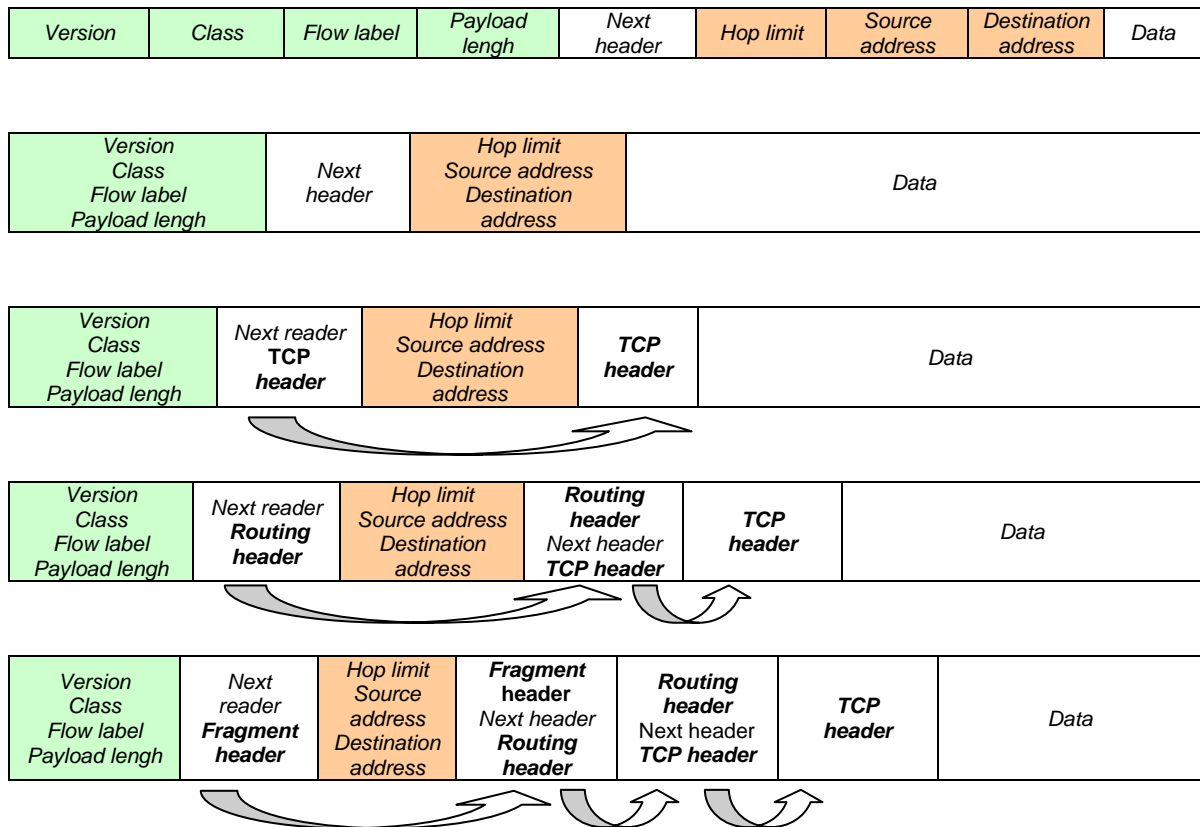 Version
Class
Flow label
Payload
lengh
Next
header
Hop limit
Source
address
Destination
address
Data
Version
Class
Flow label
Payload lengh
Next
header
Hop limit
Source address
Destination
address
Data
Version
Class
Flow label
Payload lengh
Next reader
TCP
header
Hop limit
Source address
Destination
address
TCP
header
Data
Version
Class
Flow label
Payload lengh
Next reader
Routing
header
Hop limit
Source address
Destination
address
Routing
header
Next header
TCP header
TCP
header
Data
Version
Class
Flow label
Payload lengh
Next
reader
Fragment
header
Hop limit
Source
address
Destination
address
Fragment
header
Next header
Routing
header
Routing
header
Next header
TCP header
TCP
header
Data